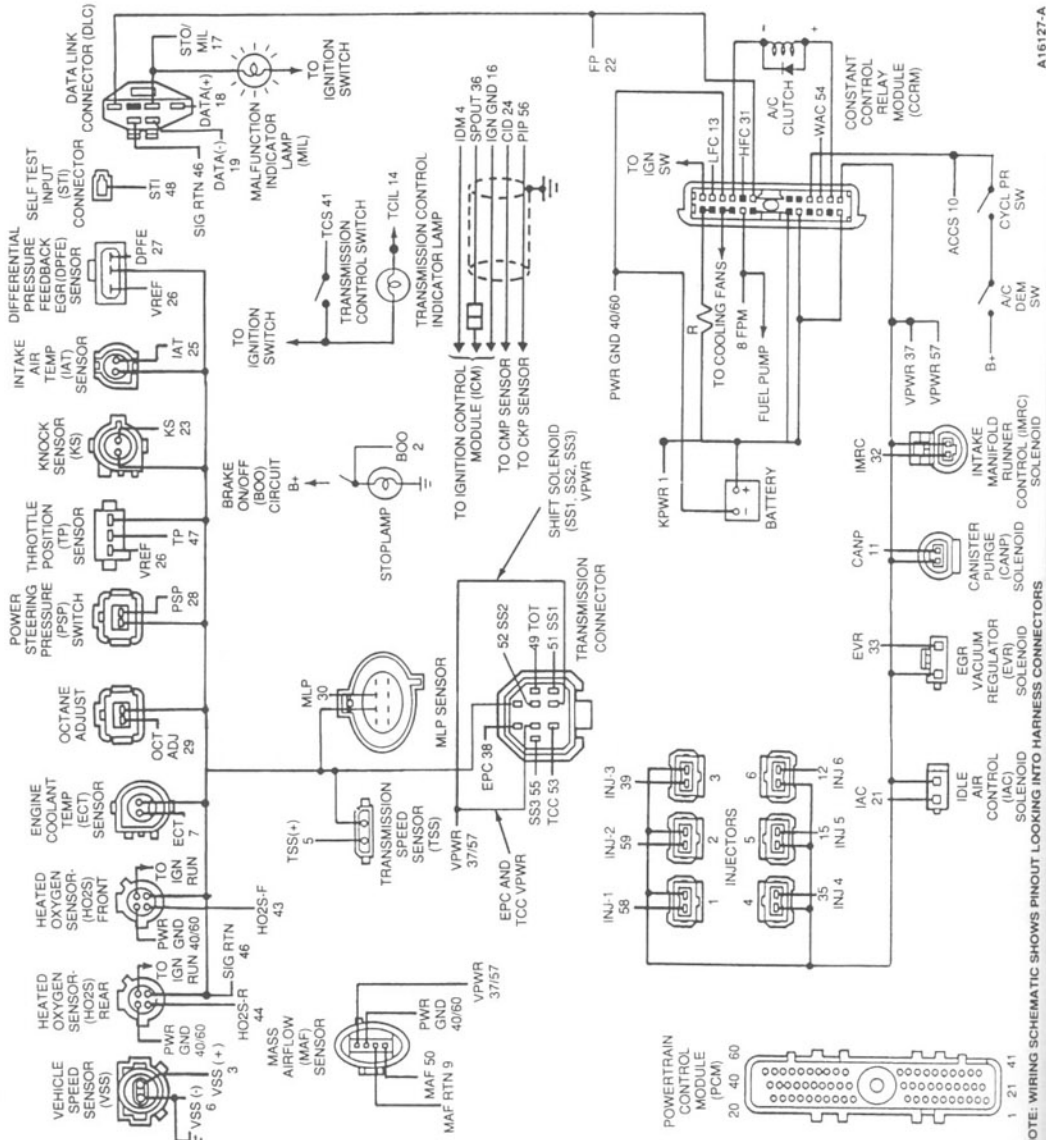 VEHICLE
SPEED
SENSOR
(VSS)
VSS (-)
6
VSS (+)
3
HEATED
OXYGEN
SENSOR-
(HO2S)
REAR
PWR
GND
40/60
TO
IGN
RUN
HO2S-R
44
SIG RTN
46
HEATED
OXYGEN
SENSOR-
(HO2S)
FRONT
PWR
GND
40/60
TO
IGN
RUN
HO2S-F
43
ENGINE
COOLANT
TEMP
(ECT)
SENSOR
ECT
7
OCTANE
ADJUST
OCT
ADJ
29
POWER
STEERING
PRESSURE
(PSP)
SWITCH
PSP
28
THROTTLE
POSITION
(TP)
SENSOR
VREF
26
TP
47
KNOCK
SENSOR
(KS)
KS
23
INTAKE
AIR
TEMP
(IAT)
SENSOR
IAT
25
DIFFERENTIAL
PRESSURE
FEEDBACK
EGR(DPFE)
SENSOR
VREF
26
DPFE
27
SELF TEST
INPUT
(STI)
CONNECTOR
STI
48
DATA LINK
CONNECTOR (DLC)
SIG RTN 46
DATA(-)
19
DATA(+)
18
STO/
MIL
17
MALFUNCTION
INDICATOR
LAMP
(MIL)
TO
IGNITION
SWITCH
MASS
AIRFLOW
(MAF)
SENSOR
MAF 50
MAF RTN 9
PWR
GND
40/60
VPWR
37/57
TSS(+)
5
TRANSMISSION
SPEED
SENSOR
(TSS)
MLP
30
MLP SENSOR
BRAKE
ON/OFF
(BOO)
CIRCUIT
B+
STOPLAMP
BOO
2
TO
IGNITION
SWITCH
TCS 41
TRANSMISSION
CONTROL SWITCH
TCIL 14
TRANSMISSION CONTROL
INDICATOR LAMP
VPWR
37/57
EPC AND
TCC VPWR
EPC 38
SS3 55
TCC 53
52 SS2
49 TOT
51 SS1
TRANSMISSION
CONNECTOR
SHIFT SOLENOID
(SS1, SS2, SS3)
VPWR
TO IGNITION CONTROL
MODULE (ICM)
TO CMP SENSOR
TO CKP SENSOR
IDM 4
SPOUT 36
IGN GND 16
CID 24
PIP 56
FP
22
PWR GND 40/60
KPWR 1
BATTERY
- +
R
TO COOLING FANS
8 FPM
FUEL PUMP
TO
IGN
SW
LFC 13
HFC 31
A/C
CLUTCH
- +
WAC 54
CONSTANT
CONTROL
RELAY
MODULE
(CCRM)
ACCS 10
B+
A/C
DEM
SW
CYCL PR
SW
VPWR 37
VPWR 57
INJ-1
58
INJ-2
59
INJ-3
39
1
2
3
INJECTORS
4
5
6
35
INJ 4
15
INJ 5
12
INJ 6
IAC
21
IDLE
AIR
CONTROL
(IAC)
SOLENOID
EVR
33
EGR
VACUUM
REGULATOR
(EVR)
SOLENOID
CANP
11
CANISTER
PURGE
(CANP)
SOLENOID
IMRC
32
INTAKE
MANIFOLD
RUNNER
CONTROL (IMRC)
SOLENOID
POWERTRAIN
CONTROL
MODULE
(PCM)
20 40 60
1 21 41
OTE: WIRING SCHEMATIC SHOWS PINOUT LOOKING INTO HARNESS CONNECTORS
A16127-A